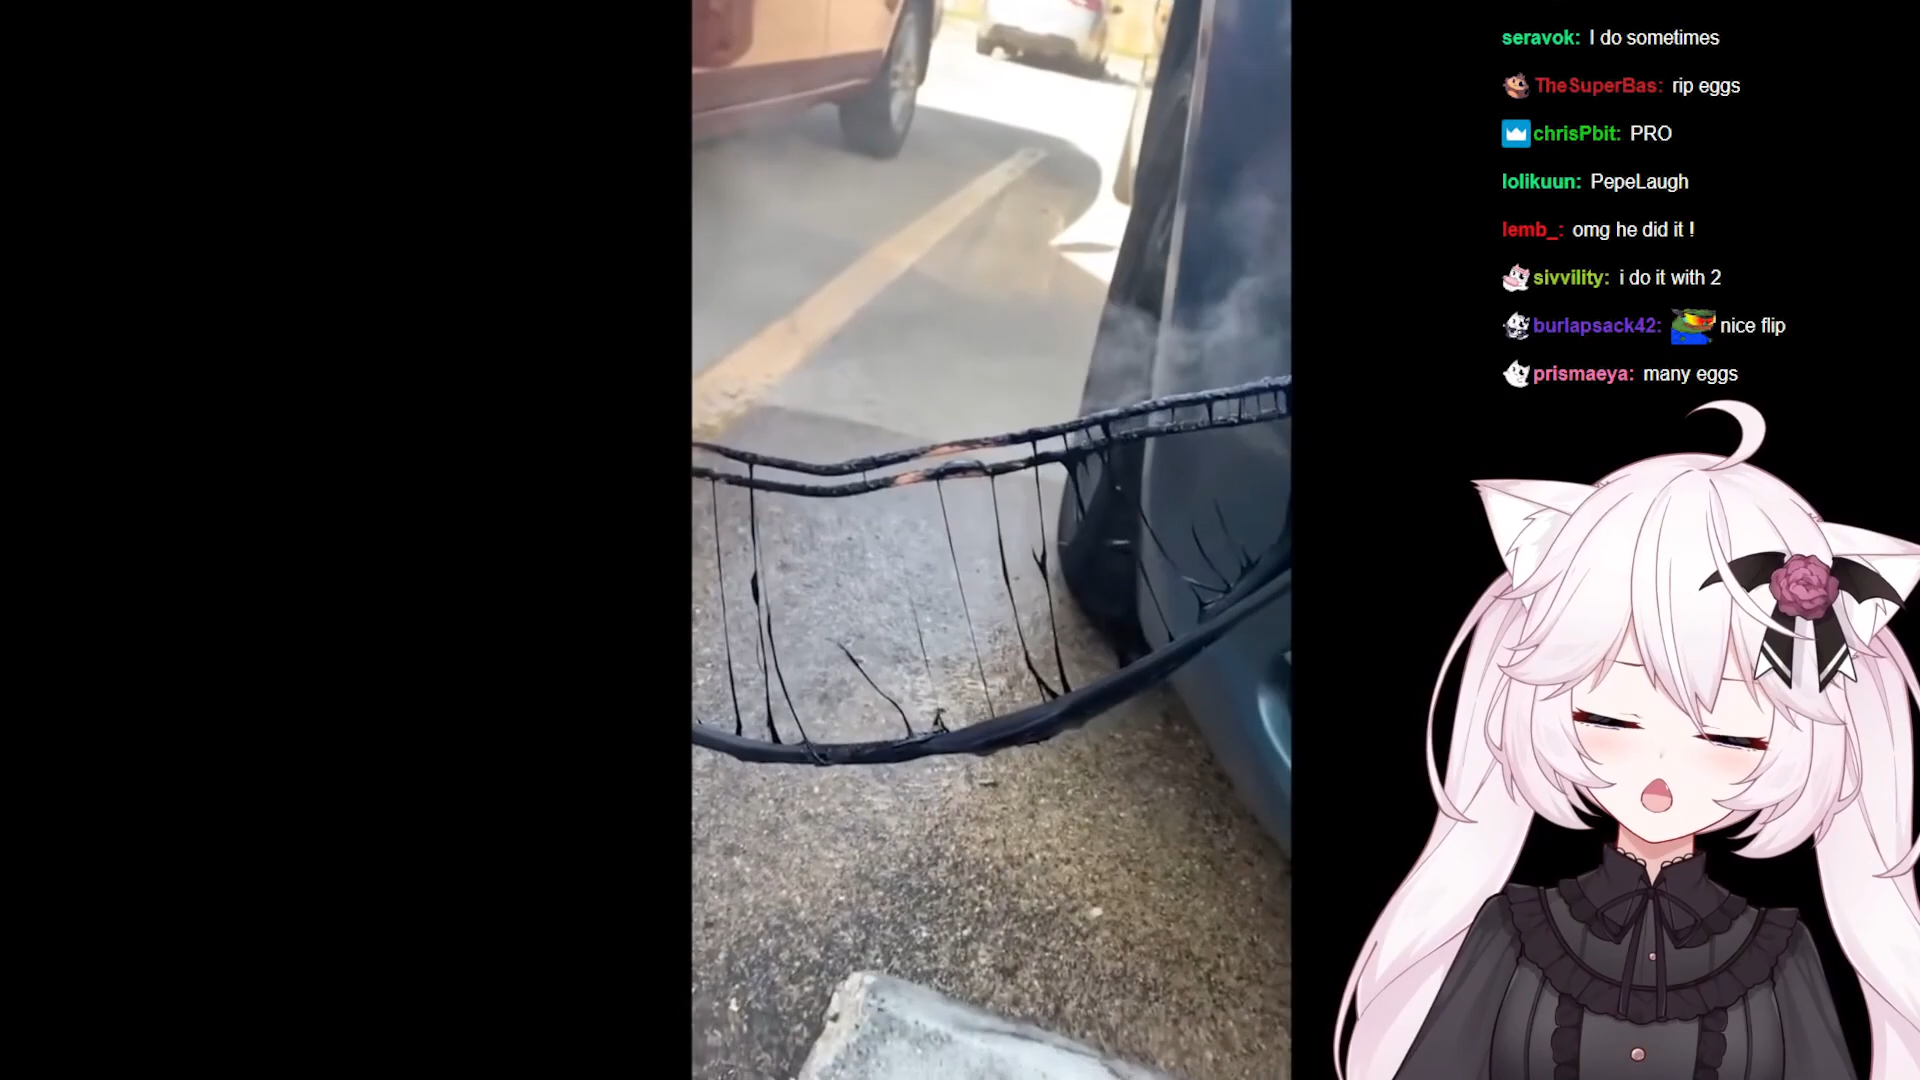 seravok: I do sometimes
TheSuperBas: rip eggs
chrisPbit: PRO
lolikuun: PepeLaugh
lemb_: omg he did it !
sivvility: i do it with 2
burlapsack42: nice flip
prismaeya: many eggs